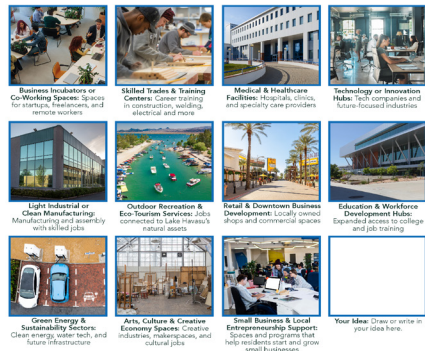 Business Incubators or
Co-Working Spaces: Spaces
for startups, freelancers, and
remote workers
Skilled Trades & Training
Centers: Career training
in construction, welding,
electrical and more
Medical & Healthcare
Facilities: Hospitals, clinics,
and specialty care providers
Technology or Innovation
Hubs: Tech companies and
future-focused industries
Light Industrial or
Clean Manufacturing:
Manufacturing and assembly
with skilled jobs
Outdoor Recreation &
Eco-Tourism Services: Jobs
connected to Lake Havasu's
natural assets
Retail & Downtown Business
Development: Locally owned
shops and commercial spaces
Education & Workforce
Development Hubs:
Expanded access to college
and job training
Green Energy &
Sustainability Sectors:
Clean energy, water tech, and
future infrastructure
Arts, Culture & Creative
Economy Spaces: Creative
industries, makerspaces, and
cultural jobs
Small Business & Local
Entrepreneurship Support:
Spaces and programs that
help residents start and grow
small businesses
Your Idea: Draw or write in
your idea here.